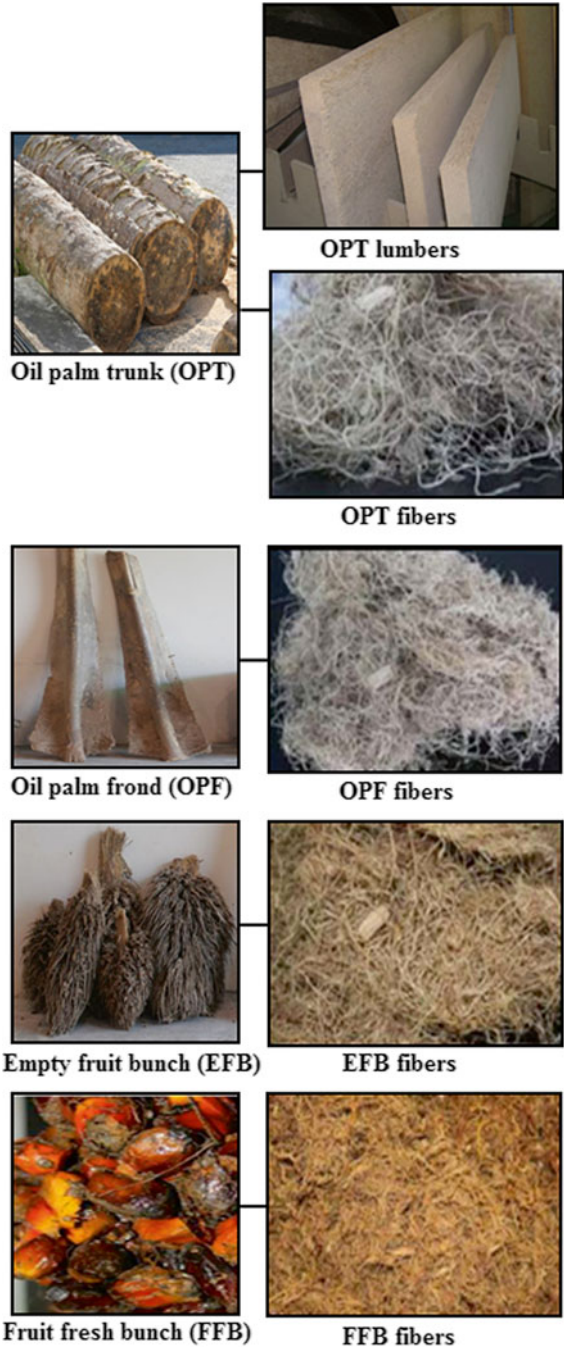 OPT lumbers
Oil palm trunk (OPT)
OPT fibers
Oil palm frond (OPF)
OPF fibers
Empty fruit bunch (EFB)
EFB fibers
Fruit fresh bunch (FFB)
FFB fibers